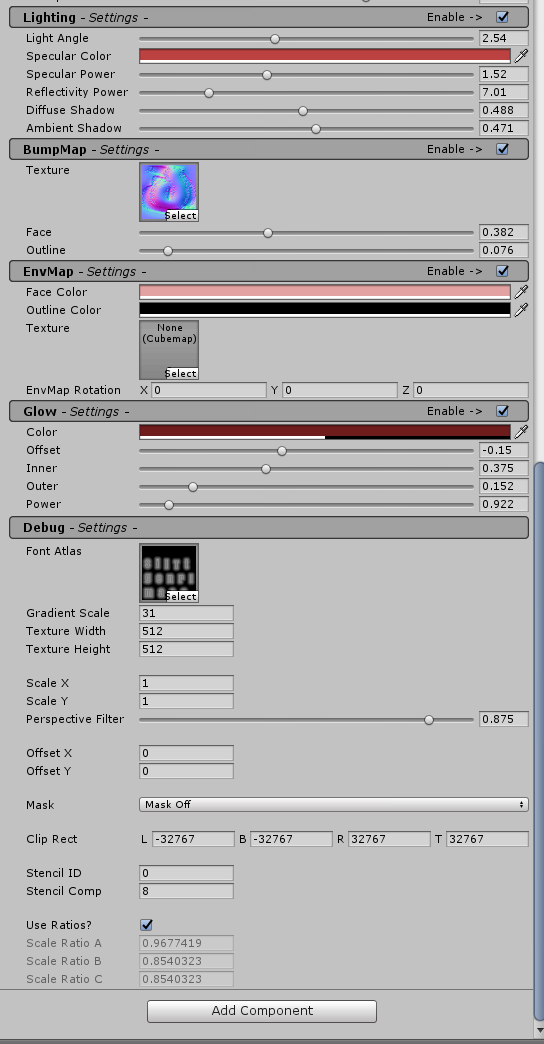 Lighting - Settings - Enable ->
Light Angle 2.54
Specular Color
Specular Power 1.52
Reflectivity Power 7.01
Diffuse Shadow 0.488
Ambient Shadow 0.471
BumpMap - Settings - Enable ->
Texture
Select
Face 0.382
Outline 0.076
EnvMap - Settings - Enable ->
Face Color
Outline Color
Texture
None
(Cubemap)
Select
EnvMap Rotation X 0 Y 0 Z 0
Glow - Settings - Enable ->
Color
Offset -0.15
Inner 0.375
Outer 0.152
Power 0.922
Debug - Settings -
Font Atlas
Select
Gradient Scale 31
Texture Width 512
Texture Height 512
Scale X 1
Scale Y 1
Perspective Filter 0.875
Offset X 0
Offset Y 0
Mask Mask Off
Clip Rect L -32767 B -32767 R 32767 T 32767
Stencil ID 0
Stencil Comp 8
Use Ratios?
Scale Ratio A 0.9677419
Scale Ratio B 0.8540323
Scale Ratio C 0.8540323
Add Component